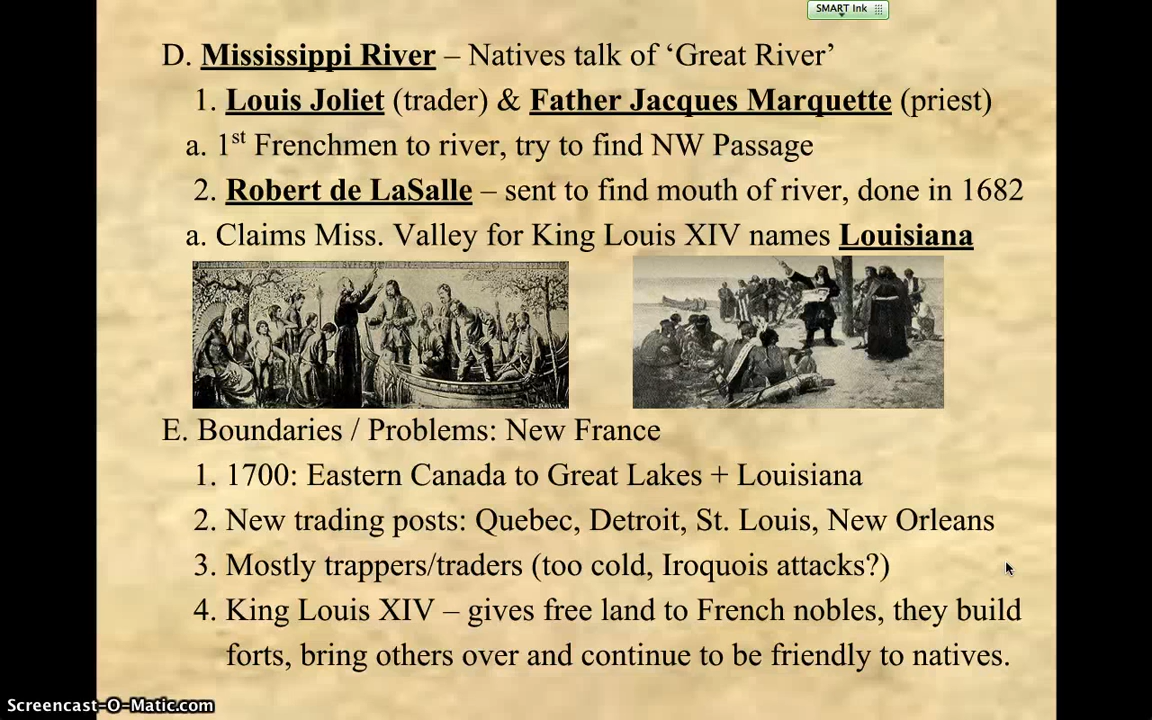 SMART Ink
D. Mississippi River – Natives talk of ‘Great River’
1. Louis Joliet (trader) & Father Jacques Marquette (priest)
a. 1st Frenchmen to river, try to find NW Passage
2. Robert de LaSalle – sent to find mouth of river, done in 1682
a. Claims Miss. Valley for King Louis XIV names Louisiana
E. Boundaries / Problems: New France
1. 1700: Eastern Canada to Great Lakes + Louisiana
2. New trading posts: Quebec, Detroit, St. Louis, New Orleans
3. Mostly trappers/traders (too cold, Iroquois attacks?)
4. King Louis XIV – gives free land to French nobles, they build
forts, bring others over and continue to be friendly to natives.
Screencast-O-Matic.com